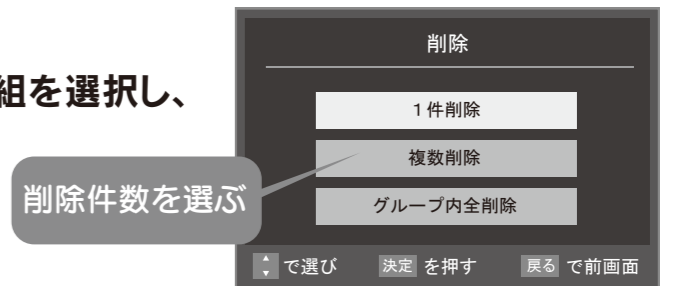 組を選択し、
削除件数を選ぶ
削除
1件削除
複数削除
グループ内全削除
で選び 決定 を押す 戻る で前画面